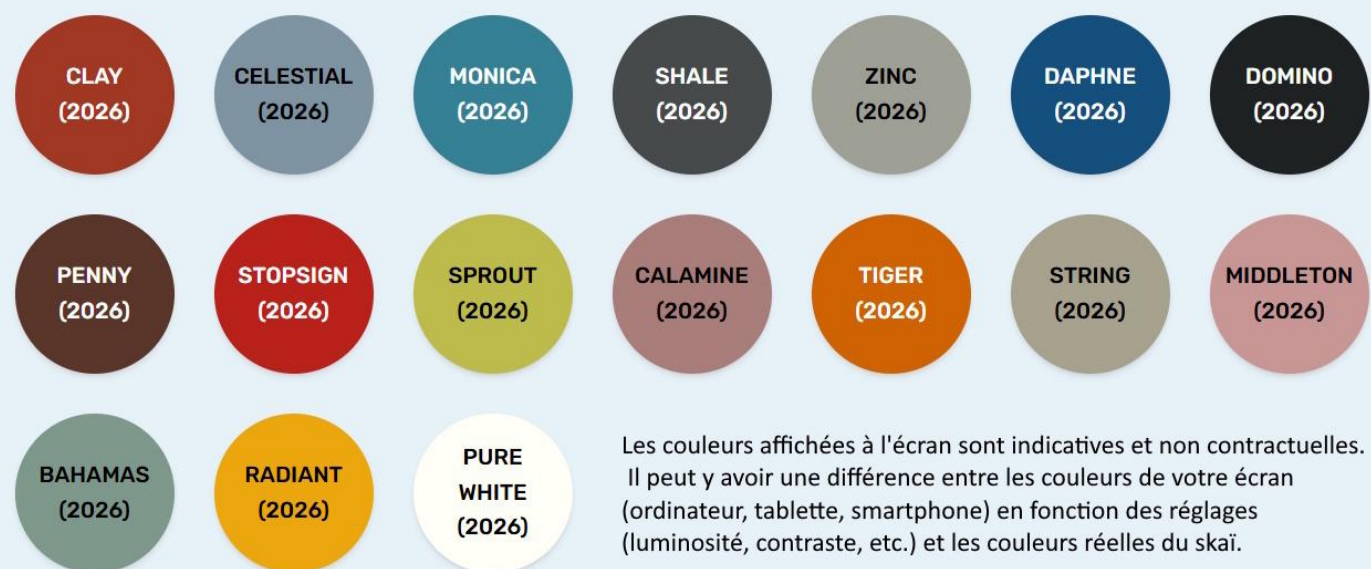 CLAY
(2026)
CELESTIAL
(2026)
MONICA
(2026)
SHALE
(2026)
ZINC
(2026)
DAPHNE
(2026)
DOMINO
(2026)
PENNY
(2026)
STOPSIGN
(2026)
SPROUT
(2026)
CALAMINE
(2026)
TIGER
(2026)
STRING
(2026)
MIDDLETON
(2026)
BAHAMAS
(2026)
RADIANT
(2026)
PURE
WHITE
(2026)
Les couleurs affichées à l'écran sont indicatives et non contractuelles.
Il peut y avoir une différence entre les couleurs de votre écran
(ordinateur, tablette, smartphone) en fonction des réglages
(luminosité, contraste, etc.) et les couleurs réelles du skaï.